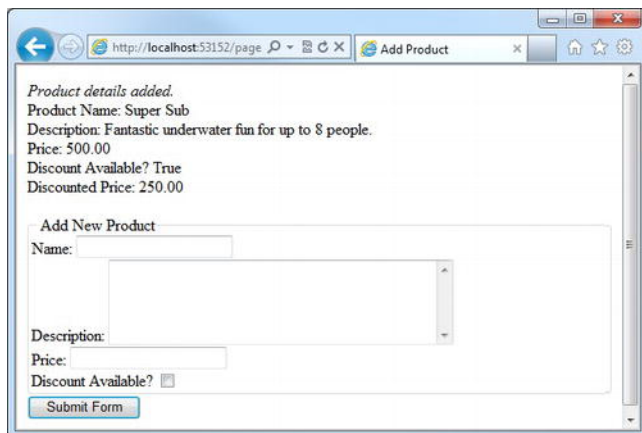 http://localhost:53152/page
Add Product
Product details added.
Product Name: Super Sub
Description: Fantastic underwater fun for up to 8 people.
Price: 500.00
Discount Available? True
Discounted Price: 250.00
Add New Product
Name:
Description:
Price:
Discount Available?
Submit Form